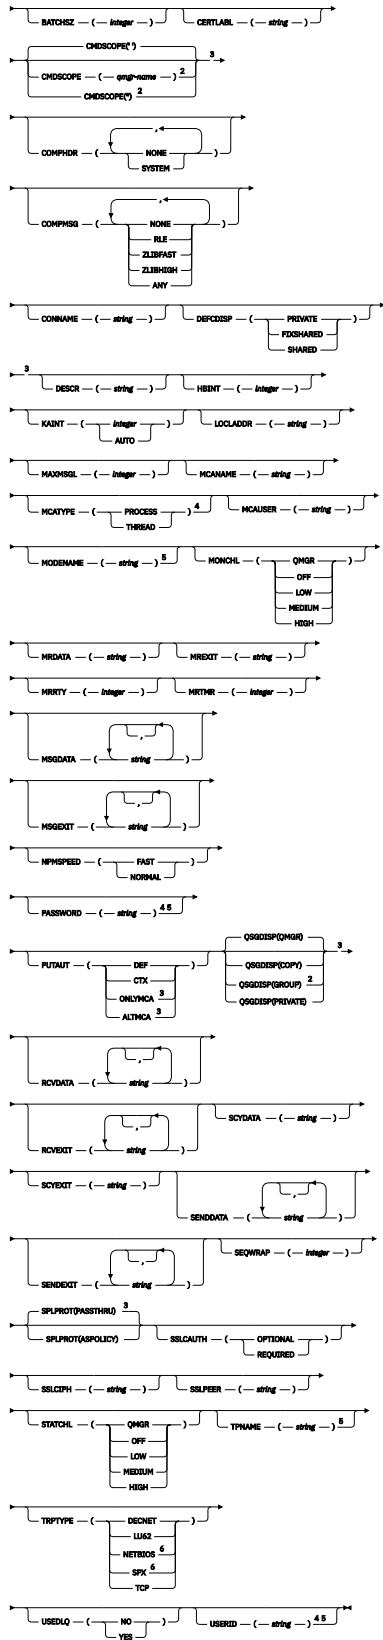 BATCHSZ ( integer ) CERTLABL ( string )
CMDSCOPE(' ') 3
CMDSCOPE ( qmgr-name ) 2
CMDSCOPE(*) 2
COMPHDR ( , NONE )
SYSTEM
COMPMSG ( , NONE )
RLE
ZLIBFAST
ZLIBHIGH
ANY
CONNAME ( string ) DEFCDISP ( PRIVATE )
FIXSHARED
SHARED
3 DESCR ( string ) HBINT ( integer )
KAINT ( integer ) LOCLADDR ( string )
AUTO
MAXMSGL ( integer ) MCANAME ( string )
MCATYPE ( PROCESS ) 4 MCAUSER ( string )
THREAD
MODENAME ( string ) 5 MONCHL ( QMGR )
OFF
LOW
MEDIUM
HIGH
MRDATA ( string ) MREXIT ( string )
MRRTY ( integer ) MRTMR ( integer )
MSGDATA ( , string )
MSGEXIT ( , string )
NPMSPEED ( FAST )
NORMAL
PASSWORD ( string ) 4 5
PUTAUT ( DEF ) QSGDISP(QMGR) 3
CTX QSGDISP(COPY)
ONLYMCA 3 QSGDISP(GROUP) 2
ALTMCA 3 QSGDISP(PRIVATE)
RCVDATA ( , string )
RCVEXIT ( , string ) SCYDATA ( string )
SCYEXIT ( string ) SENDDATA ( , string )
SENDEXIT ( , string ) SEQWRAP ( integer )
SPLPROT(PASSTHRU) 3
SPLPROT(ASPOLICY) SSLCAUTH ( OPTIONAL )
REQUIRED
SSLCIPH ( string ) SSLPEER ( string )
STATCHL ( QMGR ) TPNAME ( string ) 5
OFF
LOW
MEDIUM
HIGH
TRPTYPE ( DECNET )
LU62
NETBIOS 6
SPX 6
TCP
USEDLQ ( NO ) USERID ( string ) 4 5
YES